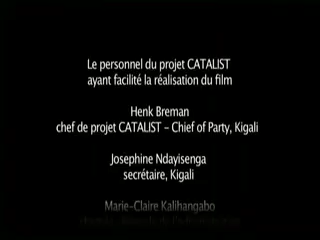 Le personnel du projet CATALIST
ayant facilité la réalisation du film
Henk Breman
chef de projet CATALIST – Chief of Party, Kigali
Josephine Ndayisenga
secrétaire, Kigali
Marie-Claire Kalihangabo